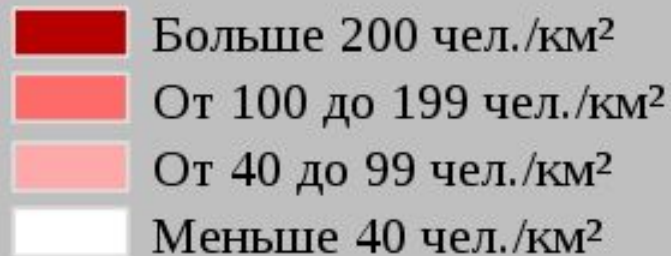 Больше 200 чел./км²
От 100 до 199 чел./км²
От 40 до 99 чел./км²
Меньше 40 чел./км²